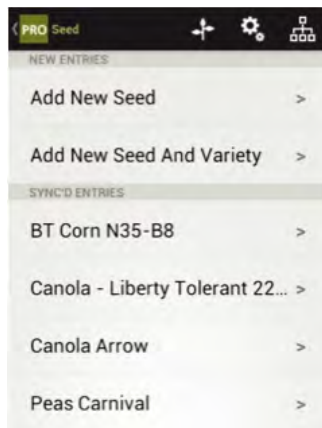 PRO Seed
NEW ENTRIES
Add New Seed >
Add New Seed And Variety >
SYNC'D ENTRIES
BT Corn N35-B8 >
Canola - Liberty Tolerant 22... >
Canola Arrow >
Peas Carnival >